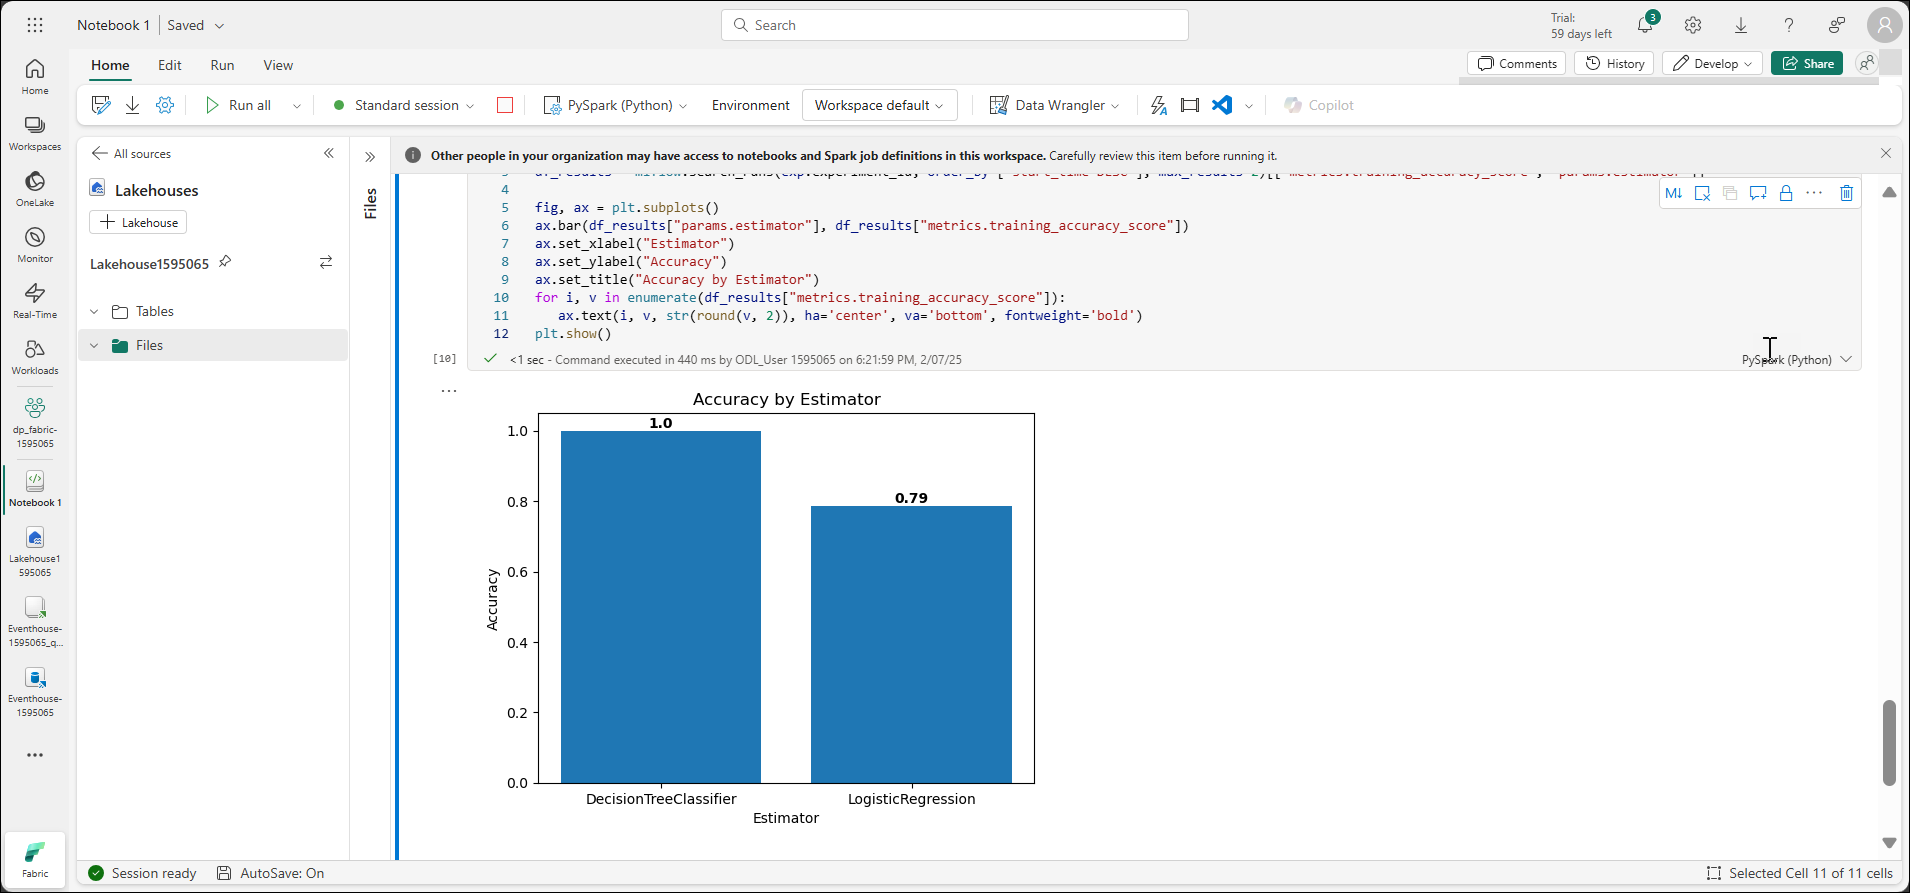 Notebook 1 | Saved
Search
Trial:
59 days left
3
Home Edit Run View
Comments History Develop Share
Run all Standard session PySpark (Python) Environment Workspace default Data Wrangler Copilot
Home
Workspaces
OneLake
Monitor
Real-Time
Workloads
dp_fabric-
1595065
Notebook 1
Lakehouse1
595065
Eventhouse-
1595065_q...
Eventhouse-
1595065
Fabric
All sources
Lakehouses
Lakehouse
Lakehouse1595065
Tables
Files
Files
Other people in your organization may have access to notebooks and Spark job definitions in this workspace. Carefully review this item before running it.
M↓
4
5 fig, ax = plt.subplots()
6 ax.bar(df_results["params.estimator"], df_results["metrics.training_accuracy_score"])
7 ax.set_xlabel("Estimator")
8 ax.set_ylabel("Accuracy")
9 ax.set_title("Accuracy by Estimator")
10 for i, v in enumerate(df_results["metrics.training_accuracy_score"]):
11 ax.text(i, v, str(round(v, 2)), ha='center', va='bottom', fontweight='bold')
12 plt.show()
[10] <1 sec - Command executed in 440 ms by ODL_User 1595065 on 6:21:59 PM, 2/07/25
PySpark (Python)
Accuracy by Estimator
1.0
0.79
1.0
0.8
0.6
0.4
0.2
0.0
Accuracy
DecisionTreeClassifier LogisticRegression
Estimator
Session ready AutoSave: On
Selected Cell 11 of 11 cells